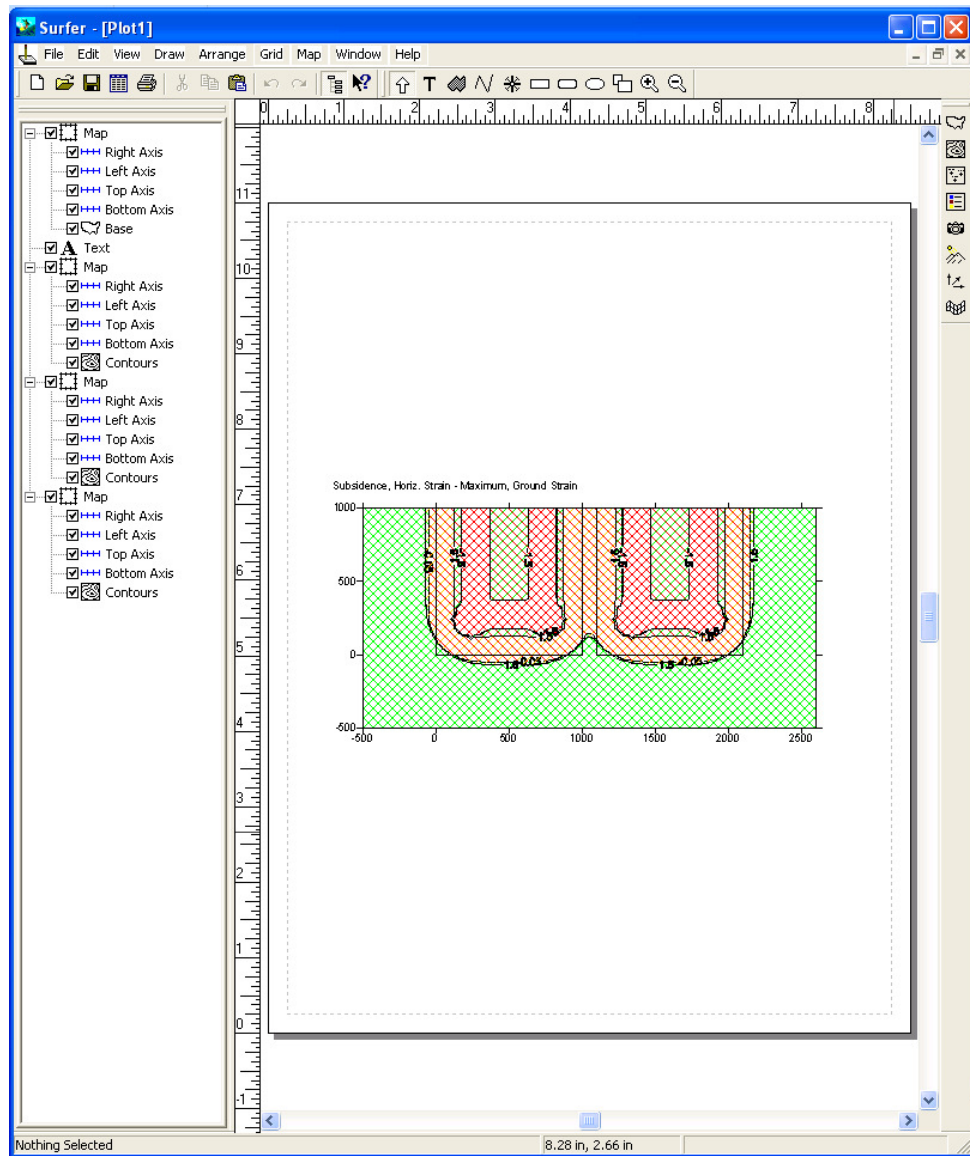 Surfer - [Plot1]
File Edit View Draw Arrange Grid Map Window Help
0 1 2 3 4 5 6 7 8
Map
Right Axis
Left Axis
Top Axis
Bottom Axis
Base
A Text
Map
Right Axis
Left Axis
Top Axis
Bottom Axis
Contours
Map
Right Axis
Left Axis
Top Axis
Bottom Axis
Contours
Map
Right Axis
Left Axis
Top Axis
Bottom Axis
Contours
11
10
9
8
7
6
5
4
3
2
1
0
-1
Subsidence, Horiz. Strain - Maximum, Ground Strain
1000
500
0
-500
-500 0 500 1000 1500 2000 2500
Nothing Selected
8.28 in, 2.66 in